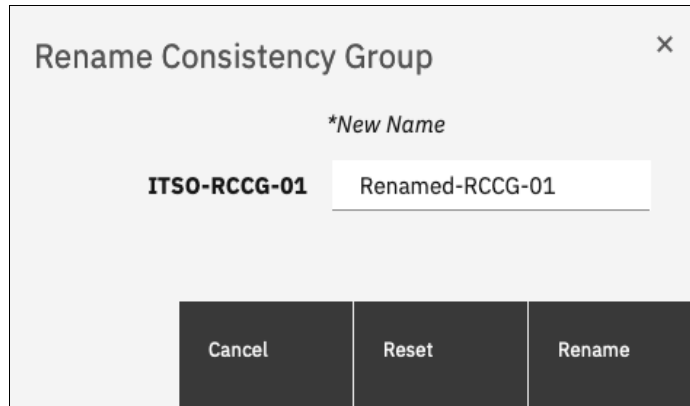 Rename Consistency Group ×
*New Name
ITSO-RCCG-01 Renamed-RCCG-01
Cancel Reset Rename